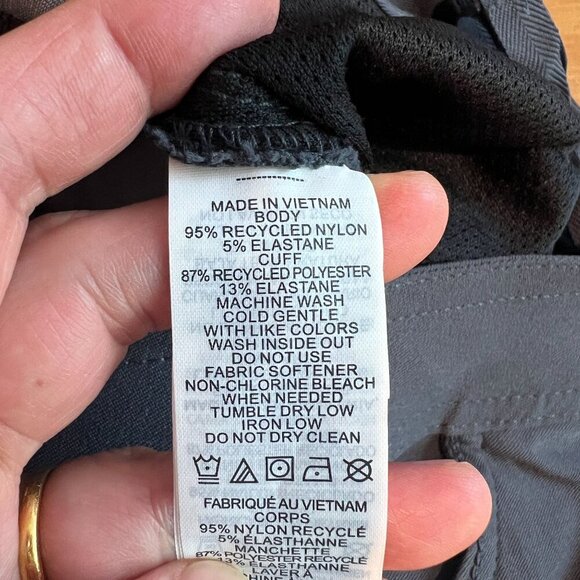 MADE IN VIETNAM
BODY
95% RECYCLED NYLON
5% ELASTANE
CUFF
87% RECYCLED POLYESTER
13% ELASTANE
MACHINE WASH
COLD GENTLE
WITH LIKE COLORS
WASH INSIDE OUT
DO NOT USE
FABRIC SOFTENER
NON-CHLORINE BLEACH
WHEN NEEDED
TUMBLE DRY LOW
IRON LOW
DO NOT DRY CLEAN
FABRIQUÉ AU VIETNAM
CORPS
95% NYLON RECYCLÉ
5% ÉLASTHANNE
MANCHETTE
87% POLYESTER RECYCLÉ
13% ÉLASTHANNE
LAVER À